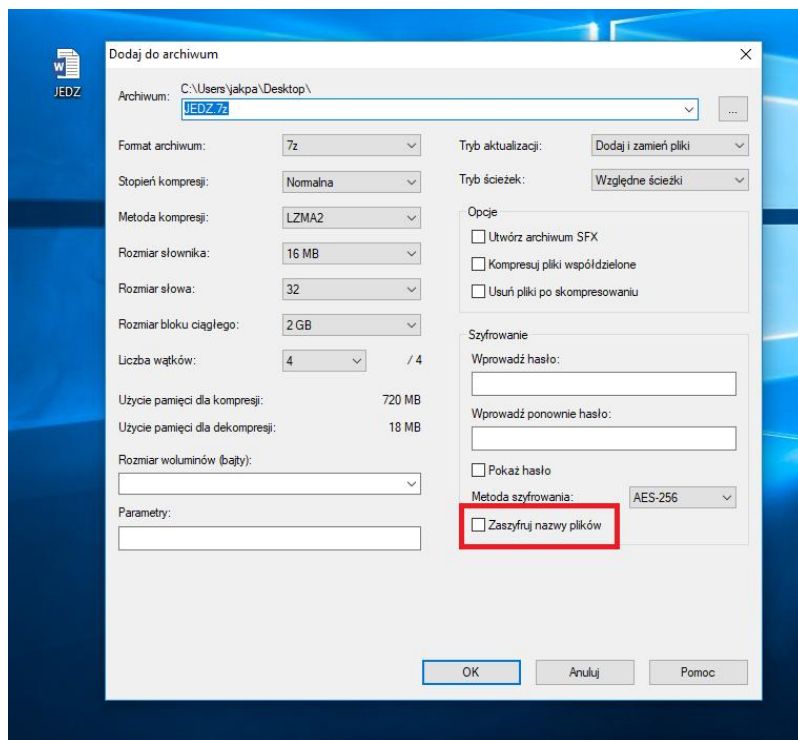 JEDZ
Dodaj do archiwum
Archiwum: C:\Users\jakpa\Desktop\
JEDZ.7z
...
Format archiwum: 7z
Stopień kompresji: Normalna
Metoda kompresji: LZMA2
Rozmiar słownika: 16 MB
Rozmiar słowa: 32
Rozmiar bloku ciągłego: 2 GB
Liczba wątków: 4 / 4
Użycie pamięci dla kompresji: 720 MB
Użycie pamięci dla dekompresji: 18 MB
Rozmiar woluminów (bajty):
Parametry:
Tryb aktualizacji: Dodaj i zamień pliki
Tryb ścieżek: Względne ścieżki
Opcje
Utwórz archiwum SFX
Kompresuj pliki współdzielone
Usuń pliki po skompresowaniu
Szyfrowanie
Wprowadź hasło:
Wprowadź ponownie hasło:
Pokaż hasło
Metoda szyfrowania: AES-256
Zaszyfruj nazwy plików
OK Anuluj Pomoc